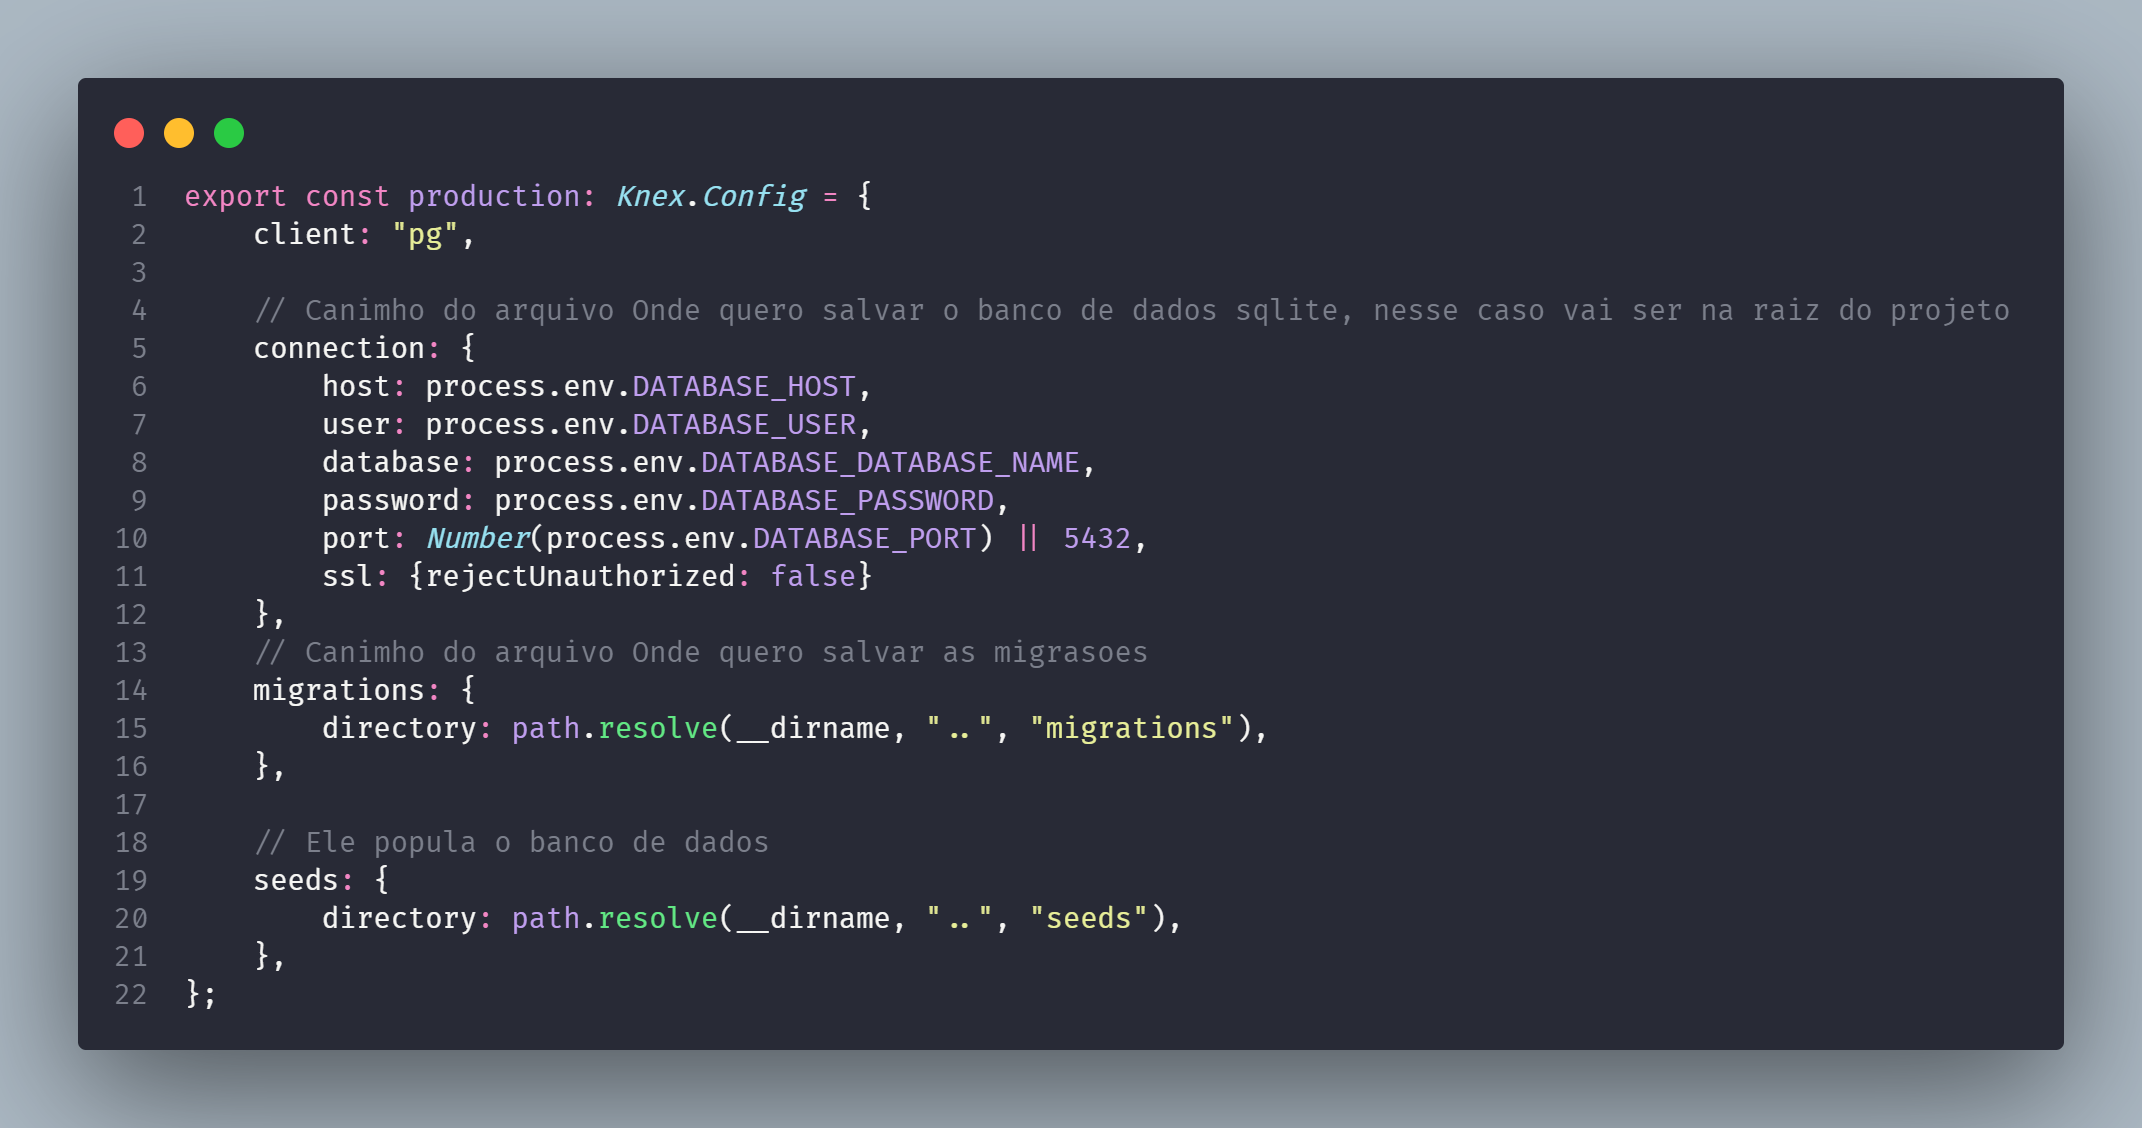 1 export const production: Knex.Config = {
2 client: "pg",
3
4 // Canimho do arquivo Onde quero salvar o banco de dados sqlite, nesse caso vai ser na raiz do projeto
5 connection: {
6 host: process.env.DATABASE_HOST,
7 user: process.env.DATABASE_USER,
8 database: process.env.DATABASE_DATABASE_NAME,
9 password: process.env.DATABASE_PASSWORD,
10 port: Number(process.env.DATABASE_PORT) || 5432,
11 ssl: {rejectUnauthorized: false}
12 },
13 // Canimho do arquivo Onde quero salvar as migrasoes
14 migrations: {
15 directory: path.resolve(__dirname, "..", "migrations"),
16 },
17
18 // Ele popula o banco de dados
19 seeds: {
20 directory: path.resolve(__dirname, "..", "seeds"),
21 },
22 };